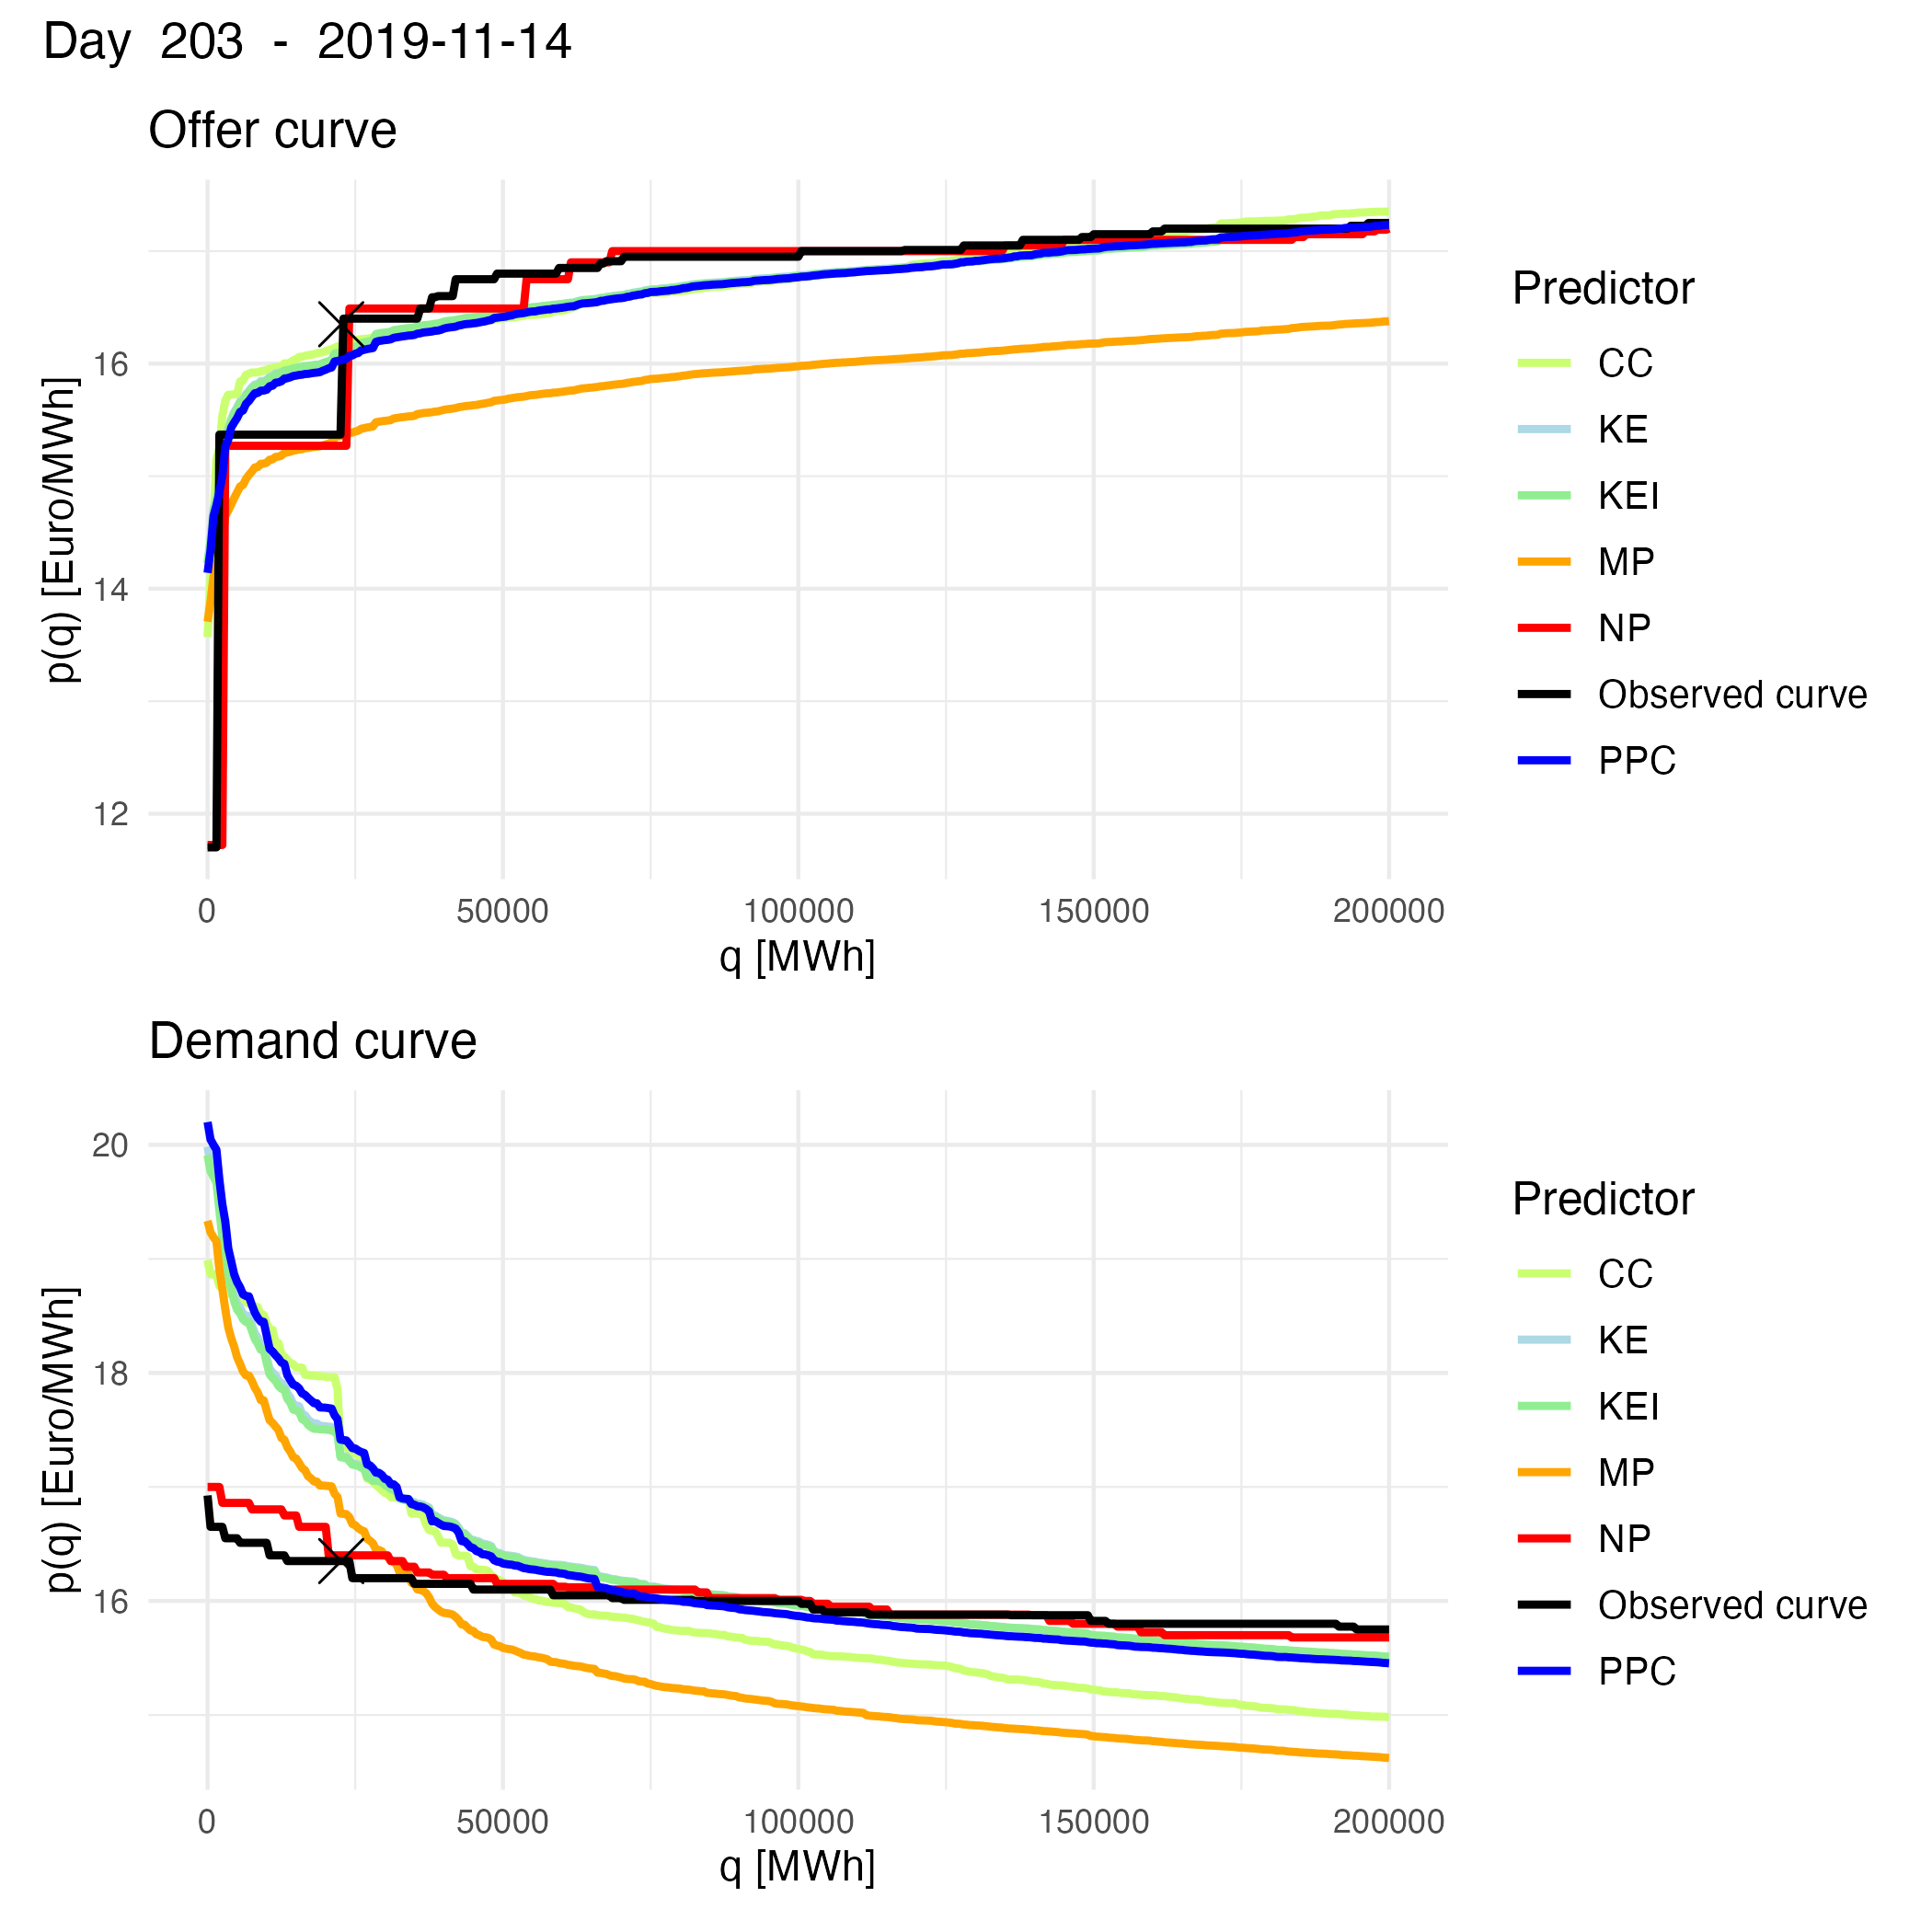 Day 203 - 2019-11-14
Offer curve
p(q) [Euro/MWh]
16
14
12
0 50000 100000 150000 200000
q [MWh]
Predictor
CC
KE
KEI
MP
NP
Observed curve
PPC
Demand curve
p(q) [Euro/MWh]
20
18
16
0 50000 100000 150000 200000
q [MWh]
Predictor
CC
KE
KEI
MP
NP
Observed curve
PPC